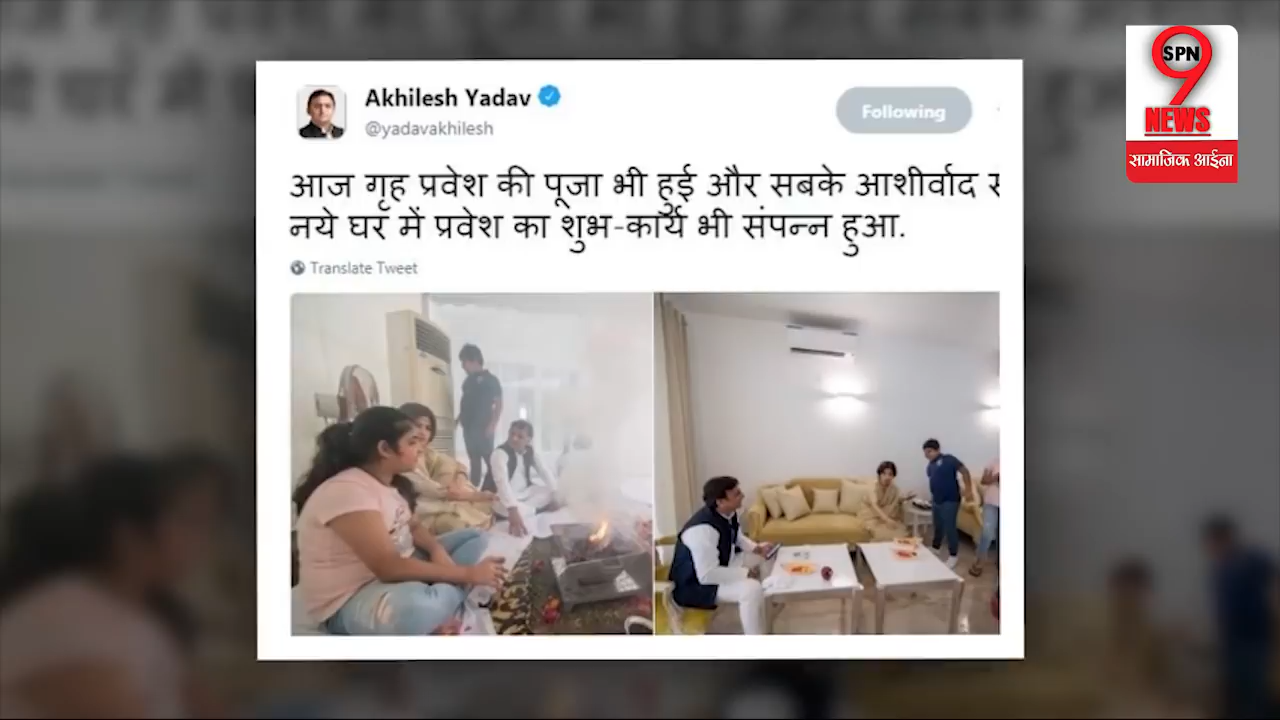 Akhilesh Yadav
@yadavakhilesh
Following
आज गृह प्रवेश की पूजा भी हुई और सबके आशीर्वाद
नये घर में प्रवेश का शुभ-कार्य भी संपन्न हुआ.
Translate Tweet
SPN
9
NEWS
सामाजिक आईना